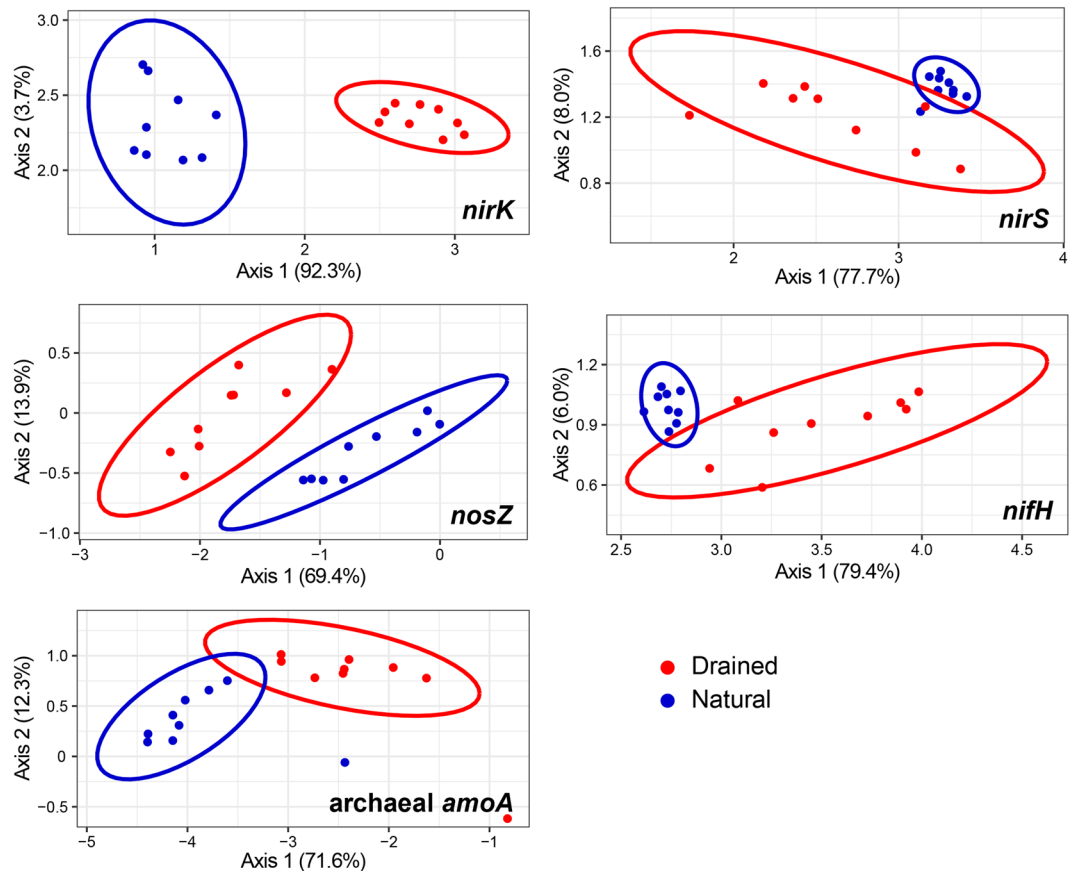 3.0
2.5
2.0
Axis 2 (3.7%)
nirK
1
2
3
Axis 1 (92.3%)
1.6
1.2
0.8
Axis 2 (8.0%)
nirS
2
3
4
Axis 1 (77.7%)
0.5
0
−0.5
−1.0
Axis 2 (13.9%)
nosZ
−3
−2
−1
0
Axis 1 (69.4%)
1.2
0.9
0.6
Axis 2 (6.0%)
nifH
2.5
3.0
3.5
4.0
4.5
Axis 1 (79.4%)
1.0
0.5
0
−0.5
Axis 2 (12.3%)
archaeal amoA
−5
−4
−3
−2
−1
Axis 1 (71.6%)
Drained
Natural